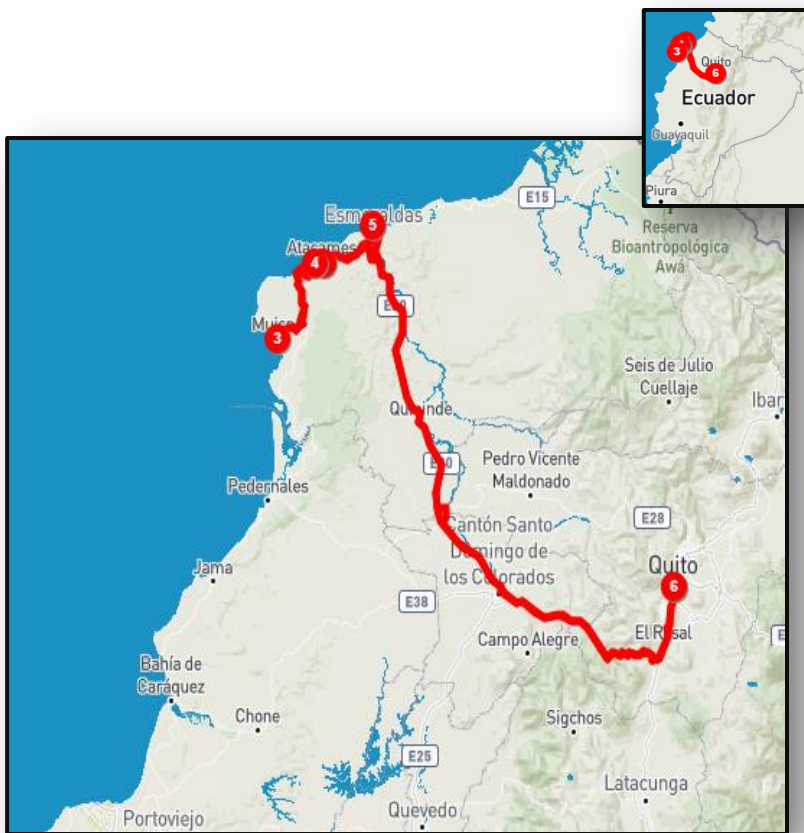 3
Quito
6
Ecuador
Guayaquil
Piura
Esmeraldas
5
E15
Atacames
4
Reserva
Bioantropológica
Awá
3
Seis de Julio
Cuellaje
Pedro Vicente
Maldonado
Pedernales
E28
Cantón Santo
Domingo de
los Colorados
Quito
6
Jama
E38
Campo Alegre
Bahía de
Caráquez
Chone
Sigchos
E25
Latacunga
Portoviejo
Quevedo